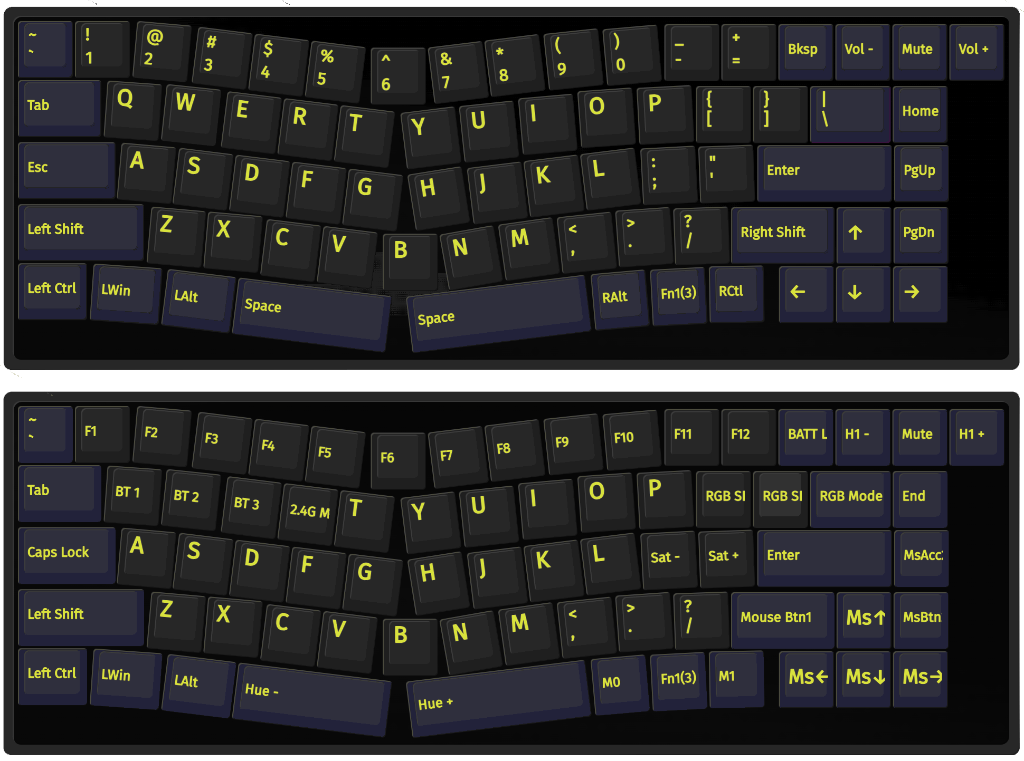 ~ ! @ # $ % ^ & * ( ) _ + Bksp Vol - Mute Vol +
` 1 2 3 4 5 6 7 8 9 0 - =
Tab Q W E R T Y U I O P { } | Home
[ ] \
Esc A S D F G H J K L : " Enter PgUp
; '
Left Shift Z X C V B N M < > ? Right Shift ↑ PgDn
, . /
Left Ctrl LWin LAlt Space Space RAlt Fn1(3) RCtl ← ↓ →
~ F1 F2 F3 F4 F5 F6 F7 F8 F9 F10 F11 F12 BATT L H1 - Mute H1 +
`
Tab BT 1 BT 2 BT 3 2.4G M T Y U I O P RGB SI RGB SI RGB Mode End
Caps Lock A S D F G H J K L Sat - Sat + Enter MsAcc
Left Shift Z X C V B N M < > ? Mouse Btn1 Ms↑ MsBtn
, . /
Left Ctrl LWin LAlt Hue - Hue + M0 Fn1(3) M1 Ms← Ms↓ Ms→